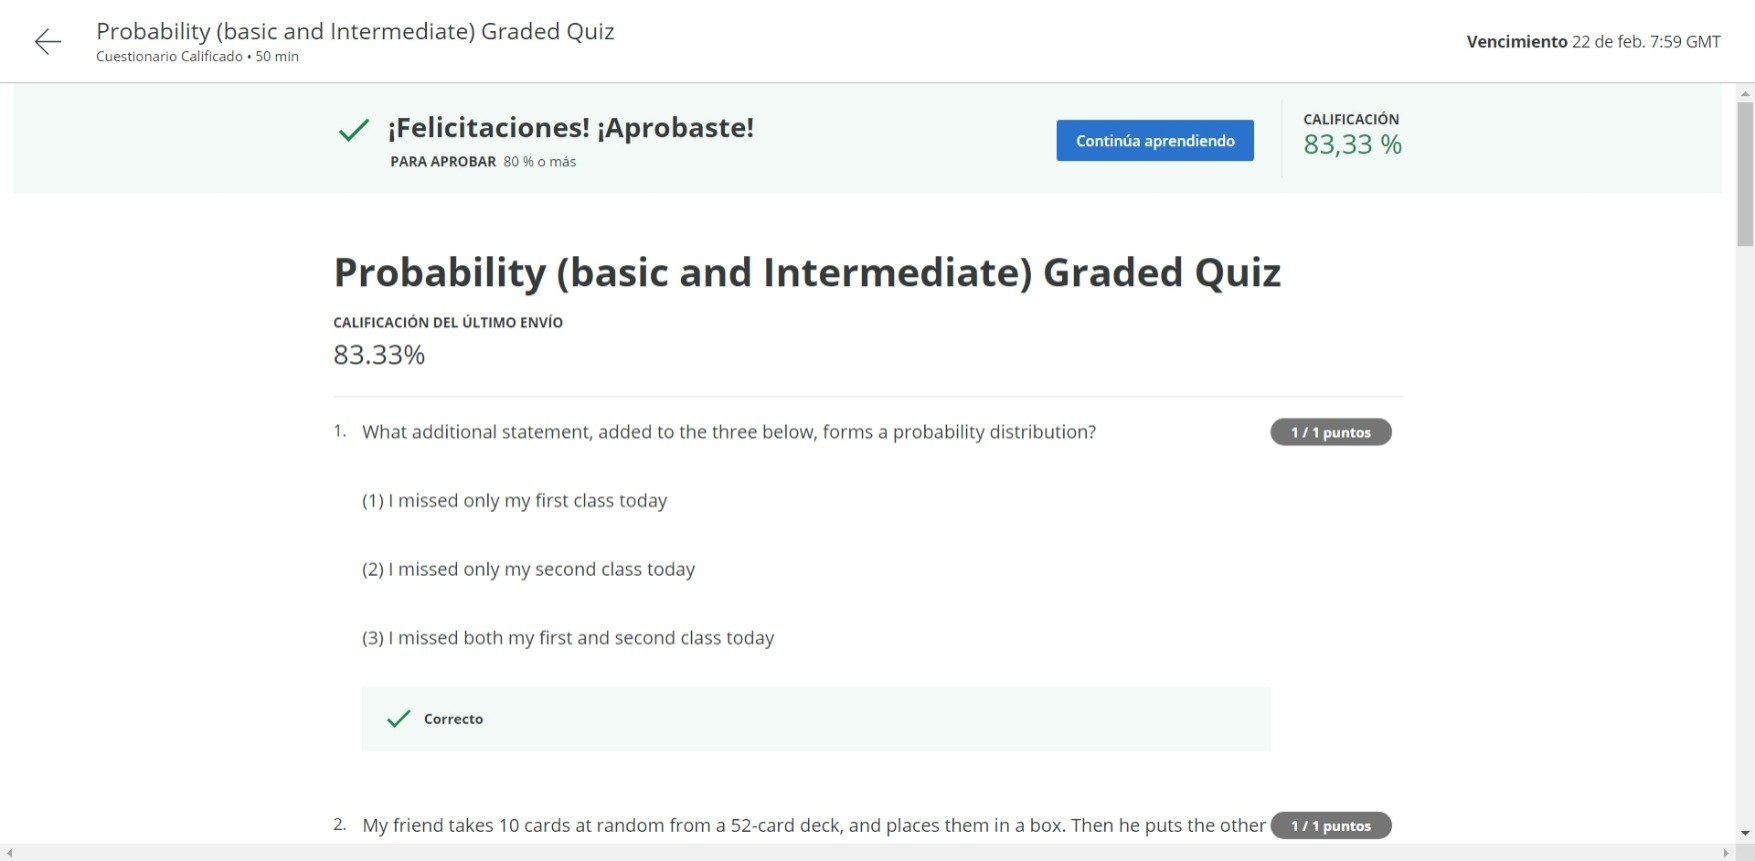 Probability (basic and Intermediate) Graded Quiz
Cuestionario Calificado • 50 min
Vencimiento 22 de feb. 7:59 GMT
¡Felicitaciones! ¡Aprobaste!
PARA APROBAR 80 % o más
Continúa aprendiendo
CALIFICACIÓN
83,33 %
Probability (basic and Intermediate) Graded Quiz
CALIFICACIÓN DEL ÚLTIMO ENVÍO
83.33%
1. What additional statement, added to the three below, forms a probability distribution?
1 / 1 puntos
(1) I missed only my first class today
(2) I missed only my second class today
(3) I missed both my first and second class today
Correcto
2. My friend takes 10 cards at random from a 52-card deck, and places them in a box. Then he puts the other
1 / 1 puntos